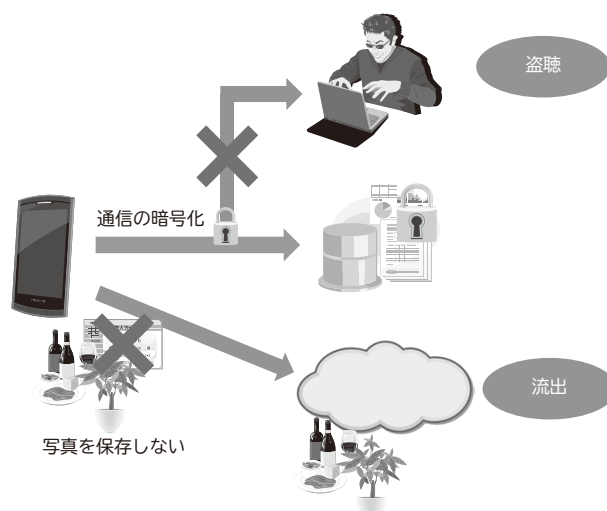 盗聴
通信の暗号化
写真を保存しない
流出